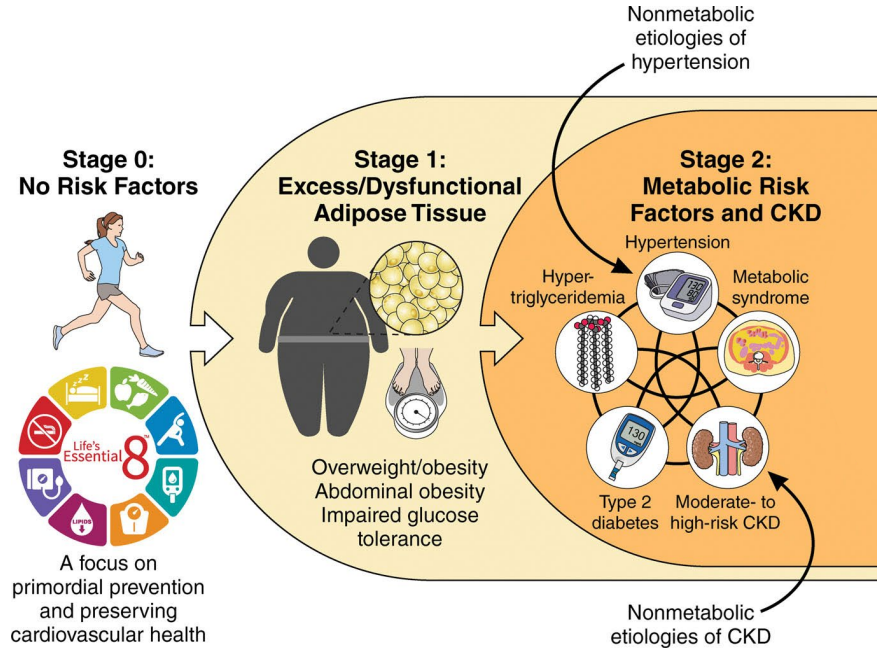 Nonmetabolic
etiologies of
hypertension
Stage 0:
No Risk Factors
Stage 1:
Excess/Dysfunctional
Adipose Tissue
Stage 2:
Metabolic Risk
Factors and CKD
Hypertension
Hyper-
triglyceridemia
Metabolic
syndrome
130
80
Life's
Essential 8™
LIPIDS
130
Type 2
diabetes
Moderate- to
high-risk CKD
Overweight/obesity
Abdominal obesity
Impaired glucose
tolerance
A focus on
primordial prevention
and preserving
cardiovascular health
Nonmetabolic
etiologies of CKD